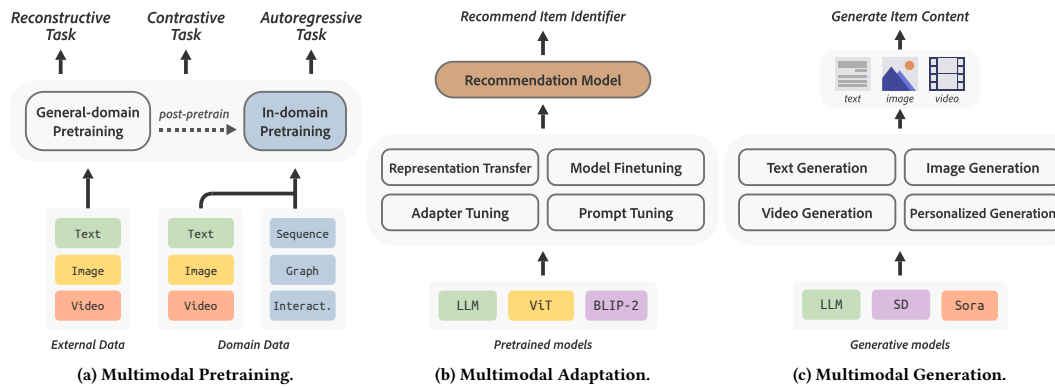 Reconstructive
Task
Contrastive
Task
Autoregressive
Task
General-domain
Pretraining
post-pretrain
In-domain
Pretraining
Text
Image
Video
Text
Image
Video
Sequence
Graph
Interact.
External Data
Domain Data
(a) Multimodal Pretraining.
Recommend Item Identifier
Recommendation Model
Representation Transfer
Model Finetuning
Adapter Tuning
Prompt Tuning
LLM
ViT
BLIP-2
Pretrained models
(b) Multimodal Adaptation.
Generate Item Content
text
image
video
Text Generation
Image Generation
Video Generation
Personalized Generation
LLM
SD
Sora
Generative models
(c) Multimodal Generation.